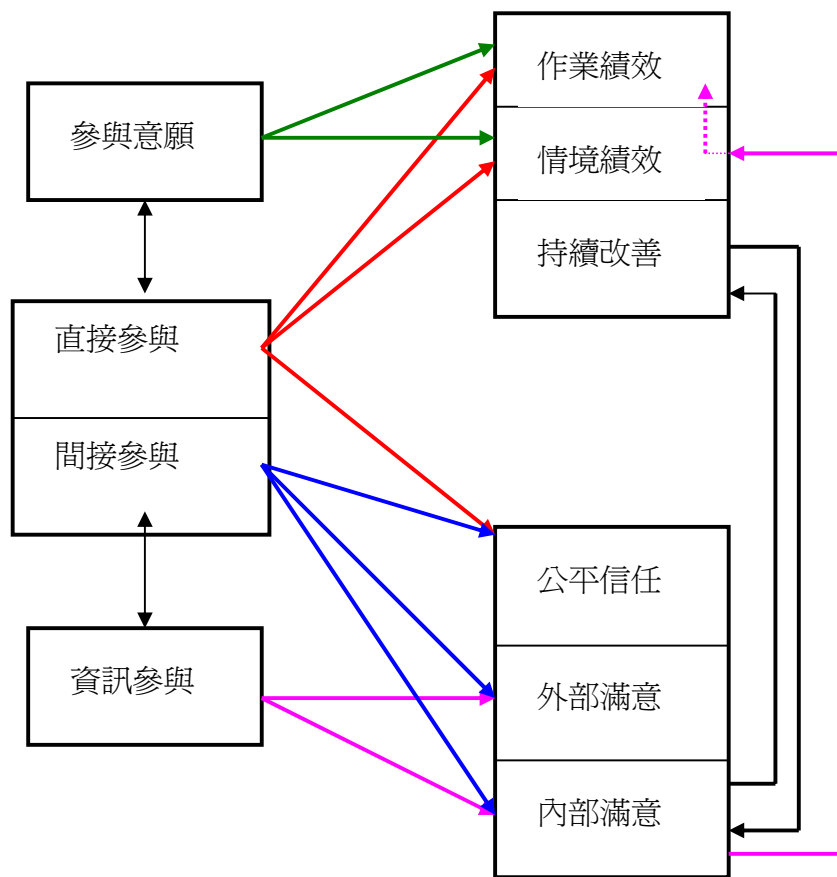 作業績效
參與意願
情境績效
持續改善
直接參與
間接參與
公平信任
資訊參與
外部滿意
內部滿意